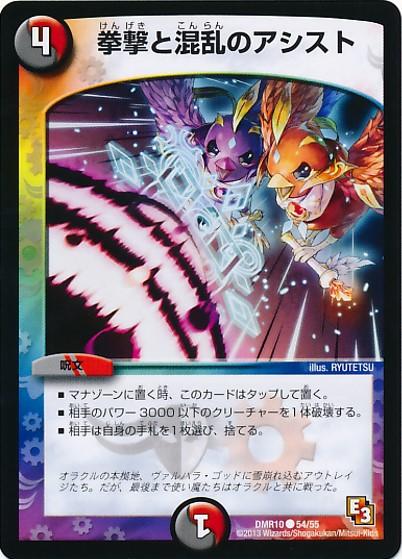 4
けんげき こんらん
拳撃と混乱のアシスト
呪文
illus. RYUTETSU
■ マナゾーンに置く時、このカードはタップして置く。
■ 相手のパワー 3000 以下のクリーチャーを1体破壊する。
■ 相手は自身の手札を1枚選び、捨てる。
オラクルの本拠地、ヴァルハラ・ゴッドに雪崩れ込むアウトレイ
ジたち。だが、最後まで使い魔たちはオラクルと共に戦った。
1
DMR10 ● 54/55
©2013 Wizards/Shogakukan/Mitsui-Kids
E3